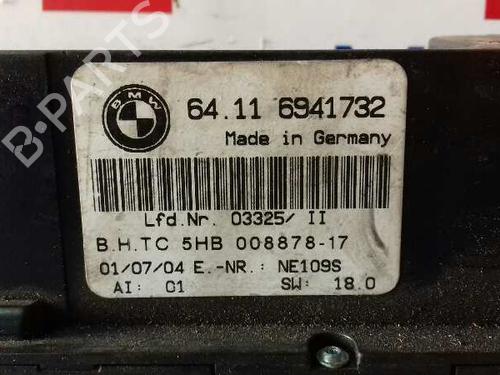 BMW
64.11 6941732
Made in Germany
Lfd.Nr. 03325/ II
B.H.TC 5HB 008878-17
01/07/04 E.-NR.: NE109S
AI: 01 SW: 18.0
B-PARTS